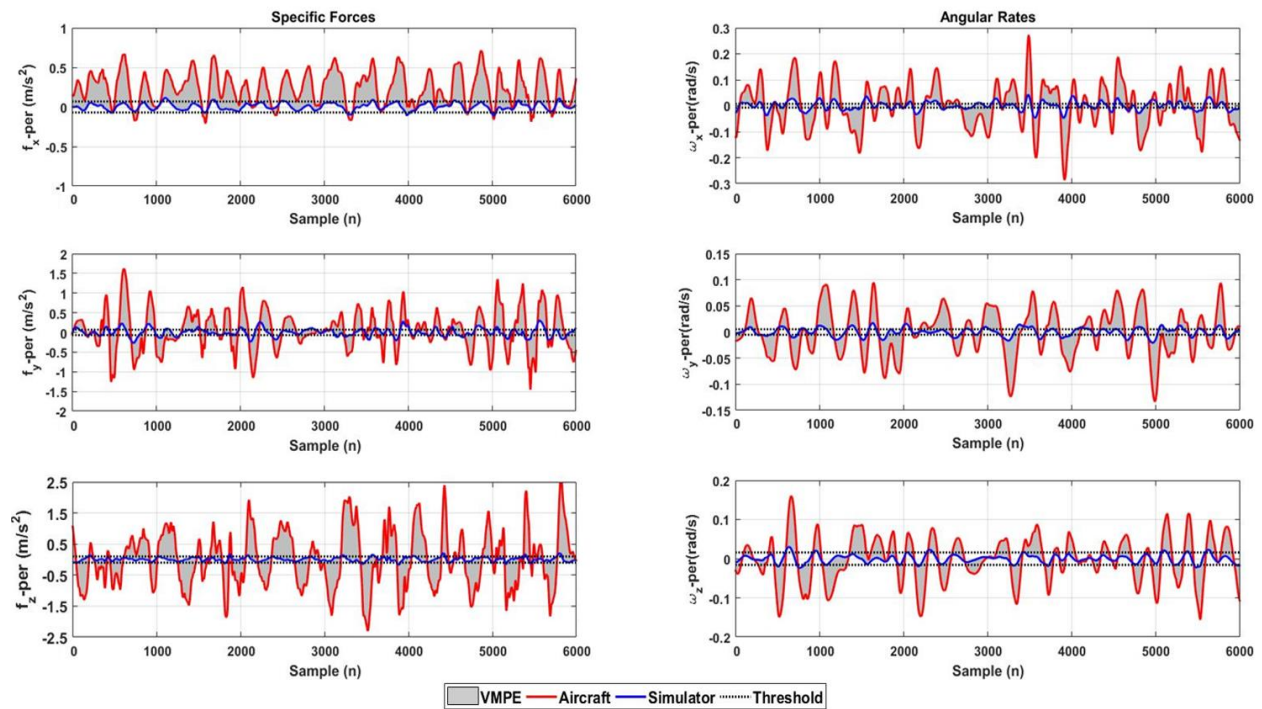 Specific Forces
1
0.5
0
-0.5
-1
f_x-per (m/s²)
0 1000 2000 3000 4000 5000 6000
Sample (n)
Angular Rates
0.3
0.2
0.1
0
-0.1
-0.2
-0.3
ω_x-per(rad/s)
0 1000 2000 3000 4000 5000 6000
Sample (n)
2
1.5
1
0.5
0
-0.5
-1
-1.5
-2
f_y-per (m/s²)
0 1000 2000 3000 4000 5000 6000
Sample (n)
0.15
0.1
0.05
0
-0.05
-0.1
-0.15
ω_y-per(rad/s)
0 1000 2000 3000 4000 5000 6000
Sample (n)
2.5
1.5
0.5
-0.5
-1.5
-2.5
f_z-per (m/s²)
0 1000 2000 3000 4000 5000 6000
Sample (n)
0.2
0.1
0
-0.1
-0.2
ω_z-per(rad/s)
0 1000 2000 3000 4000 5000 6000
Sample (n)
VMPE Aircraft Simulator Threshold